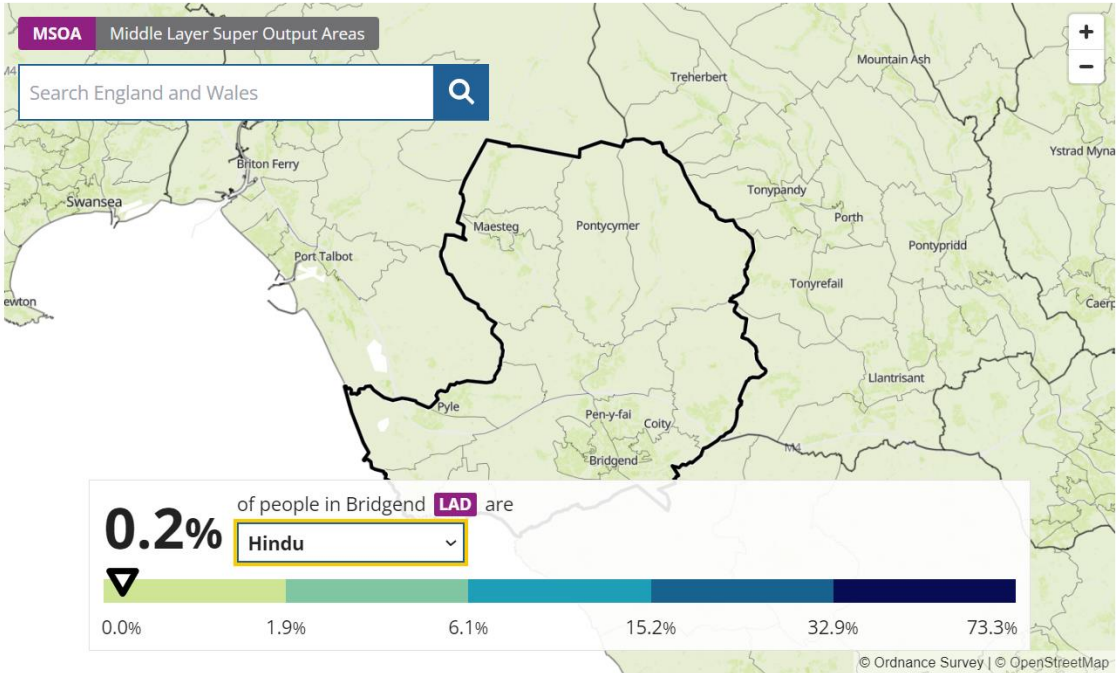 MSOA Middle Layer Super Output Areas
Search England and Wales
M4
Mountain Ash
Treherbert
Ystrad Myna
Briton Ferry
Swansea
Tonypandy
Maesteg
Pontycymer
Porth
Pontypridd
Port Talbot
Tonyrefail
ewton
Caerp
Llantrisant
Pyle
Pen-y-fai
Coity
M4
Bridgend
0.2% of people in Bridgend LAD are
Hindu
0.0% 1.9% 6.1% 15.2% 32.9% 73.3%
© Ordnance Survey | © OpenStreetMap